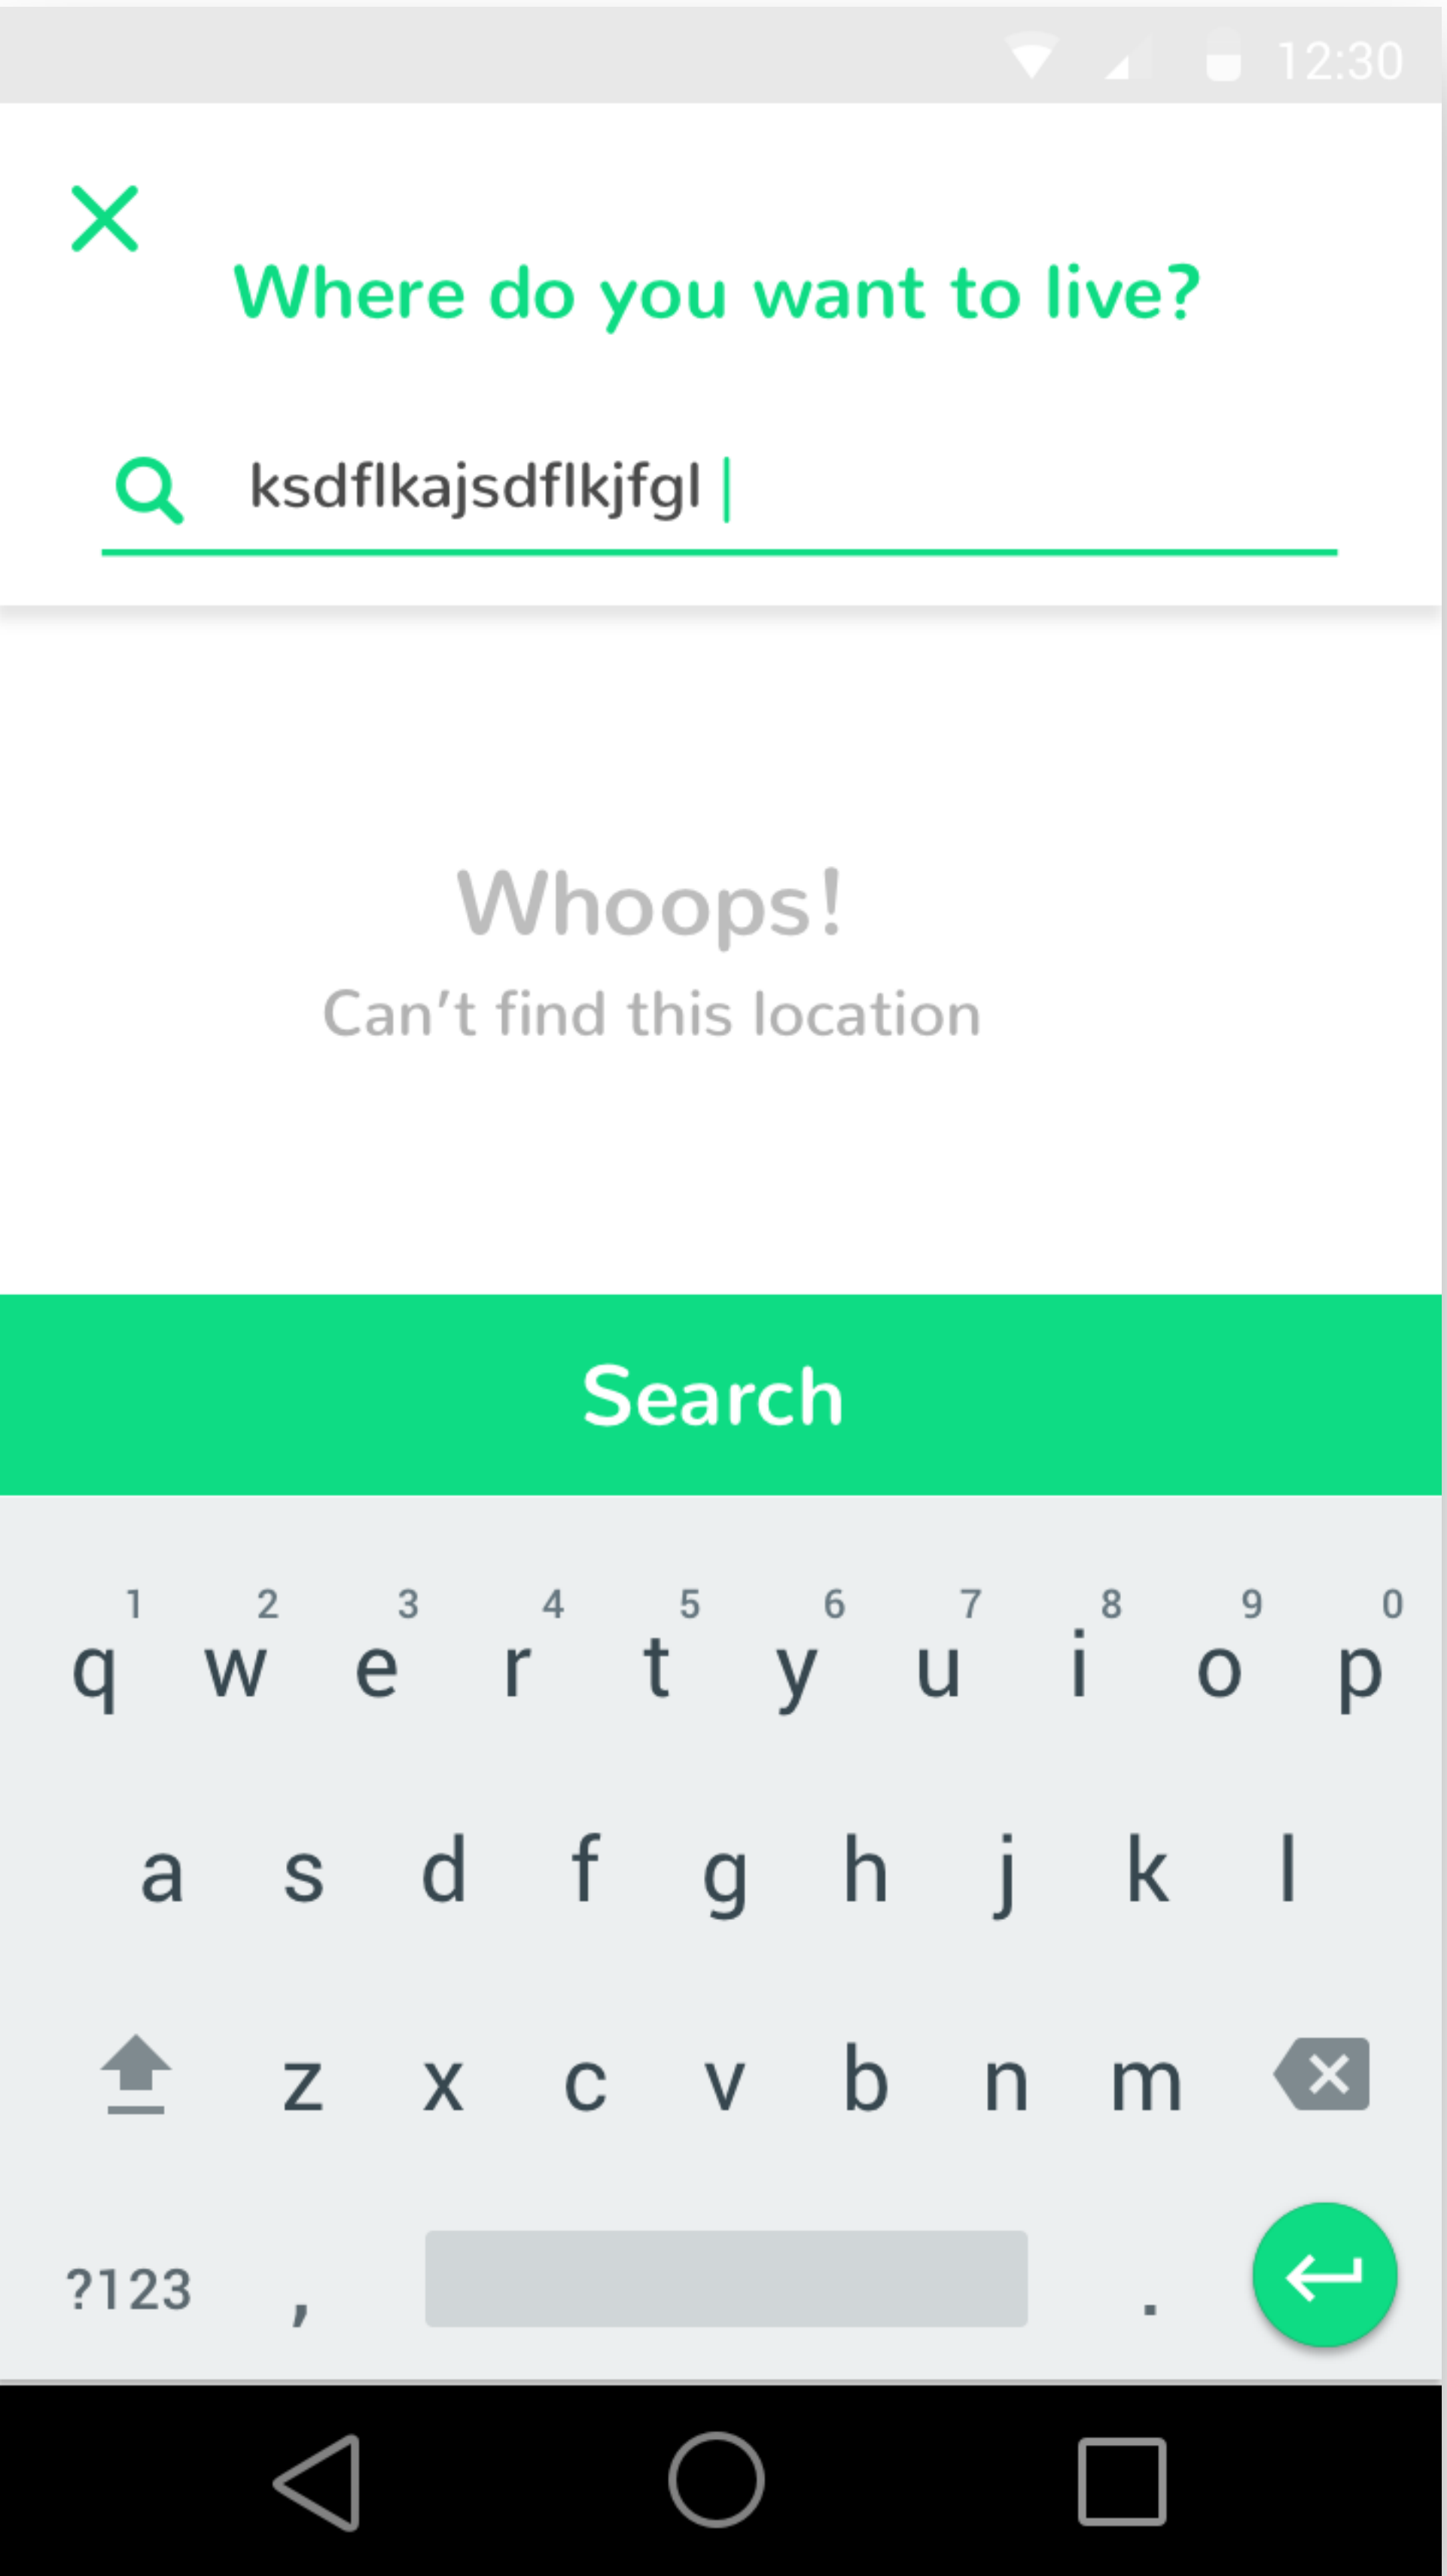 12:30
Where do you want to live?
ksdflkajsdflkjfgl
Whoops!
Can't find this location
Search
1 2 3 4 5 6 7 8 9 0
q w e r t y u i o p
a s d f g h j k l
z x c v b n m
?123 , .